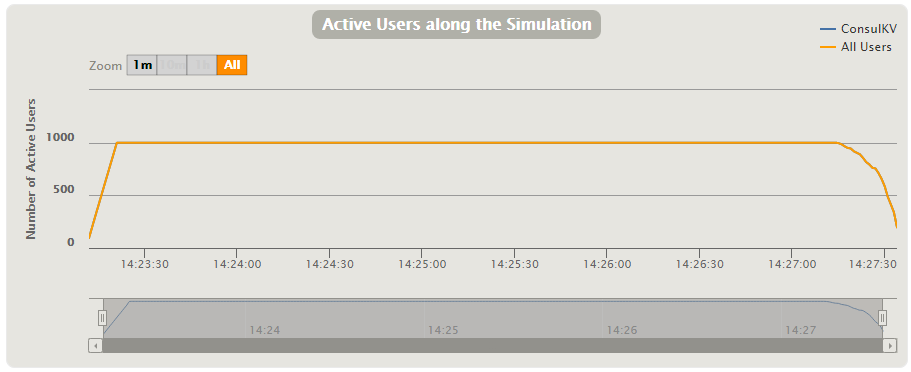 Active Users along the Simulation
ConsulKV
All Users
Zoom 1m 10m 1h All
Number of Active Users
1000
500
0
14:23:30 14:24:00 14:24:30 14:25:00 14:25:30 14:26:00 14:26:30 14:27:00 14:27:30
14:24 14:25 14:26 14:27